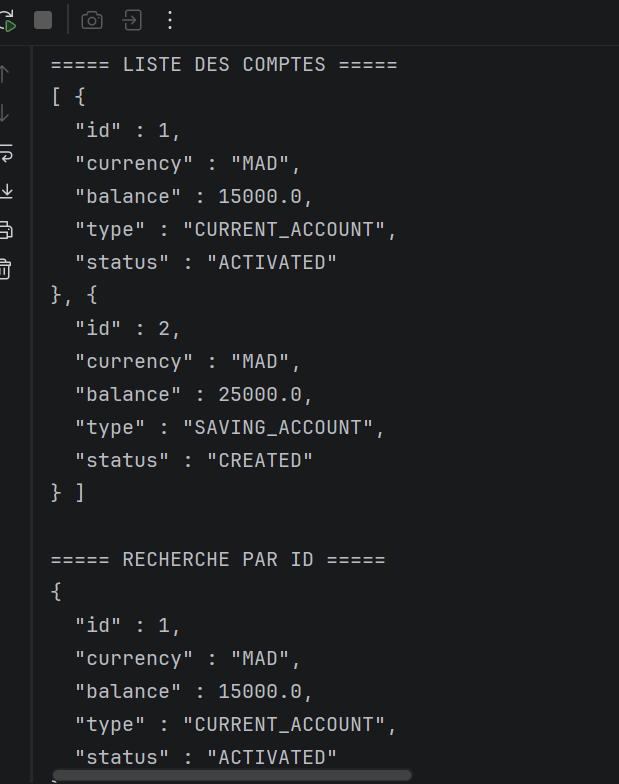 ===== LISTE DES COMPTES =====
[ {
  "id" : 1,
  "currency" : "MAD",
  "balance" : 15000.0,
  "type" : "CURRENT_ACCOUNT",
  "status" : "ACTIVATED"
}, {
  "id" : 2,
  "currency" : "MAD",
  "balance" : 25000.0,
  "type" : "SAVING_ACCOUNT",
  "status" : "CREATED"
} ]

===== RECHERCHE PAR ID =====
{
  "id" : 1,
  "currency" : "MAD",
  "balance" : 15000.0,
  "type" : "CURRENT_ACCOUNT",
  "status" : "ACTIVATED"